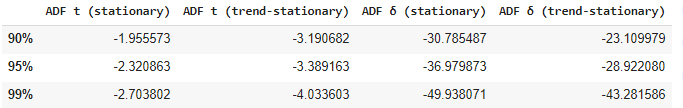 ADF t (stationary) ADF t (trend-stationary) ADF δ (stationary) ADF δ (trend-stationary)
90% -1.955573 -3.190682 -30.785487 -23.109979
95% -2.320863 -3.389163 -36.979873 -28.922080
99% -2.703802 -4.033603 -49.938071 -43.281586